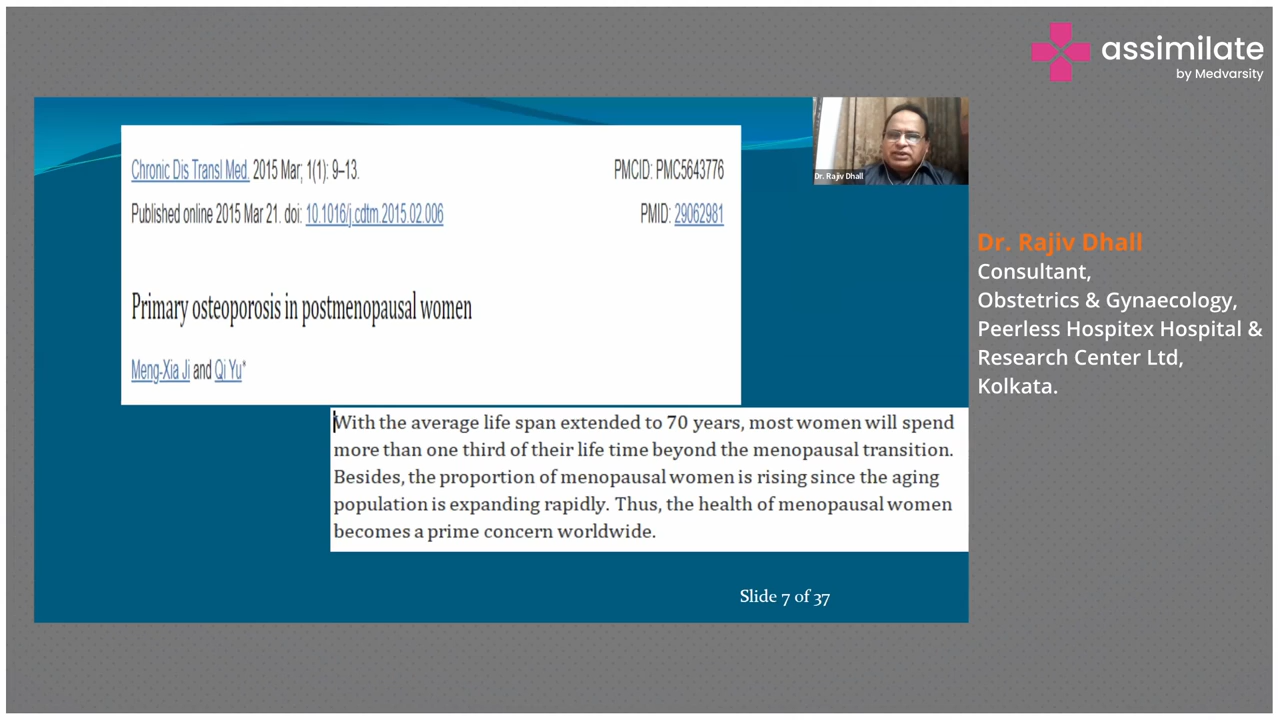 assimilate
by Medvarsity
Chronic Dis Transl Med. 2015 Mar; 1(1): 9–13.
PMCID: PMC5643776
Published online 2015 Mar 21. doi: 10.1016/j.cdtm.2015.02.006
PMID: 29062981
Primary osteoporosis in postmenopausal women
Meng-Xia Ji and Qi Yu*
Dr. Rajiv Dhall
With the average life span extended to 70 years, most women will spend
more than one third of their life time beyond the menopausal transition.
Besides, the proportion of menopausal women is rising since the aging
population is expanding rapidly. Thus, the health of menopausal women
becomes a prime concern worldwide.
Slide 7 of 37
Dr. Rajiv Dhall
Consultant,
Obstetrics & Gynaecology,
Peerless Hospitex Hospital &
Research Center Ltd,
Kolkata.